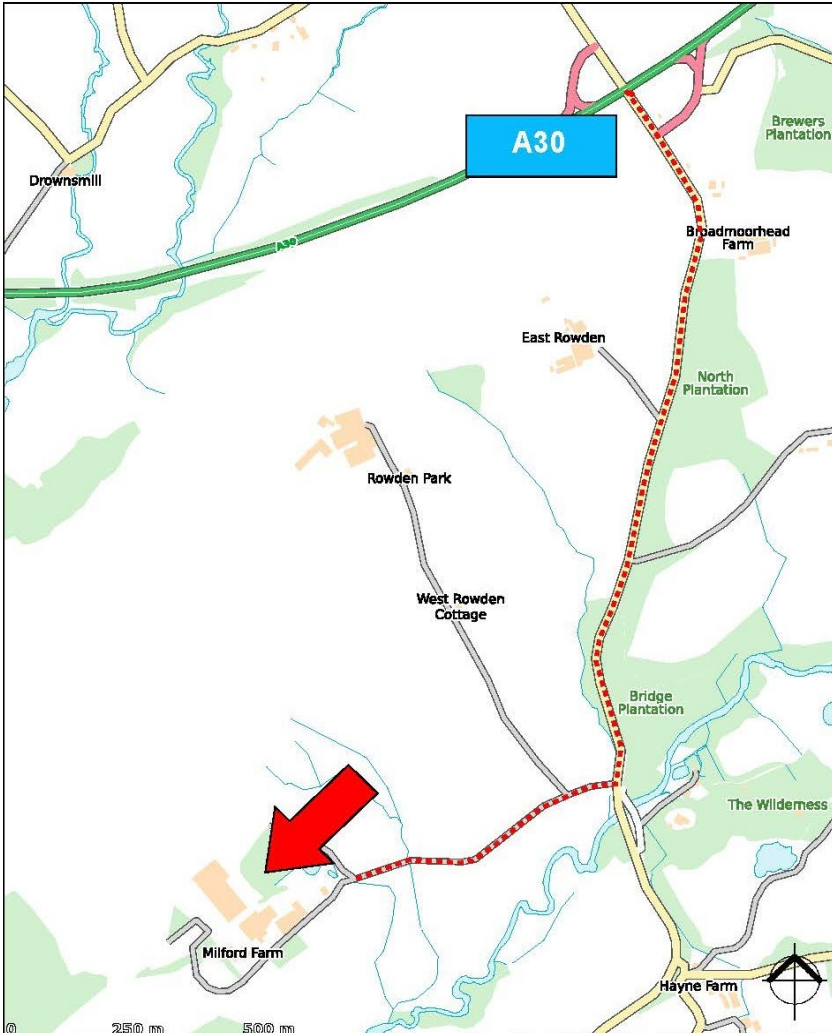 A30
Brewers
Plantation
Drownsmill
Broadmoorhead
Farm
A30
East Rowden
North
Plantation
Rowden Park
West Rowden
Cottage
Bridge
Plantation
The Wilderness
Milford Farm
Hayne Farm
0 250 m 500 m